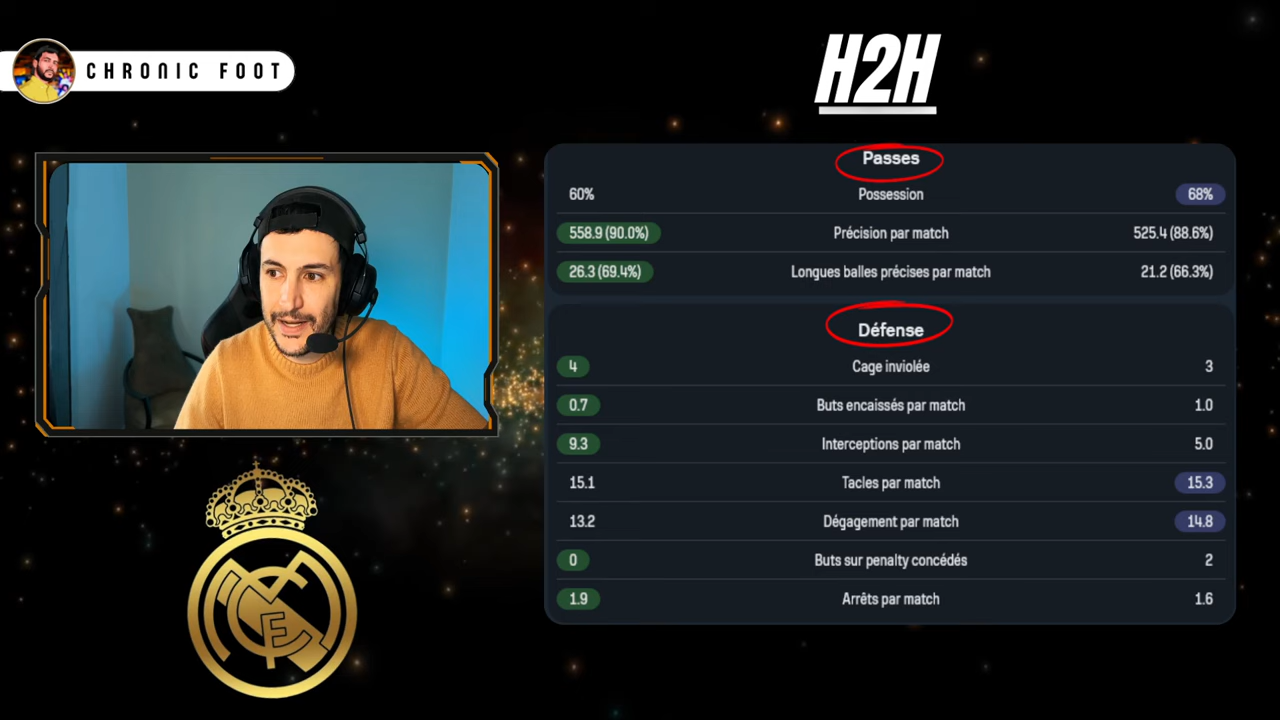 CHRONIC FOOT
H2H
Passes
60% Possession 68%
558.9 (90.0%) Précision par match 525.4 (88.6%)
26.3 (69.4%) Longues balles précises par match 21.2 (66.3%)
Défense
4 Cage inviolée 3
0.7 Buts encaissés par match 1.0
9.3 Interceptions par match 5.0
15.1 Tacles par match 15.3
13.2 Dégagement par match 14.8
0 Buts sur penalty concédés 2
1.9 Arrêts par match 1.6